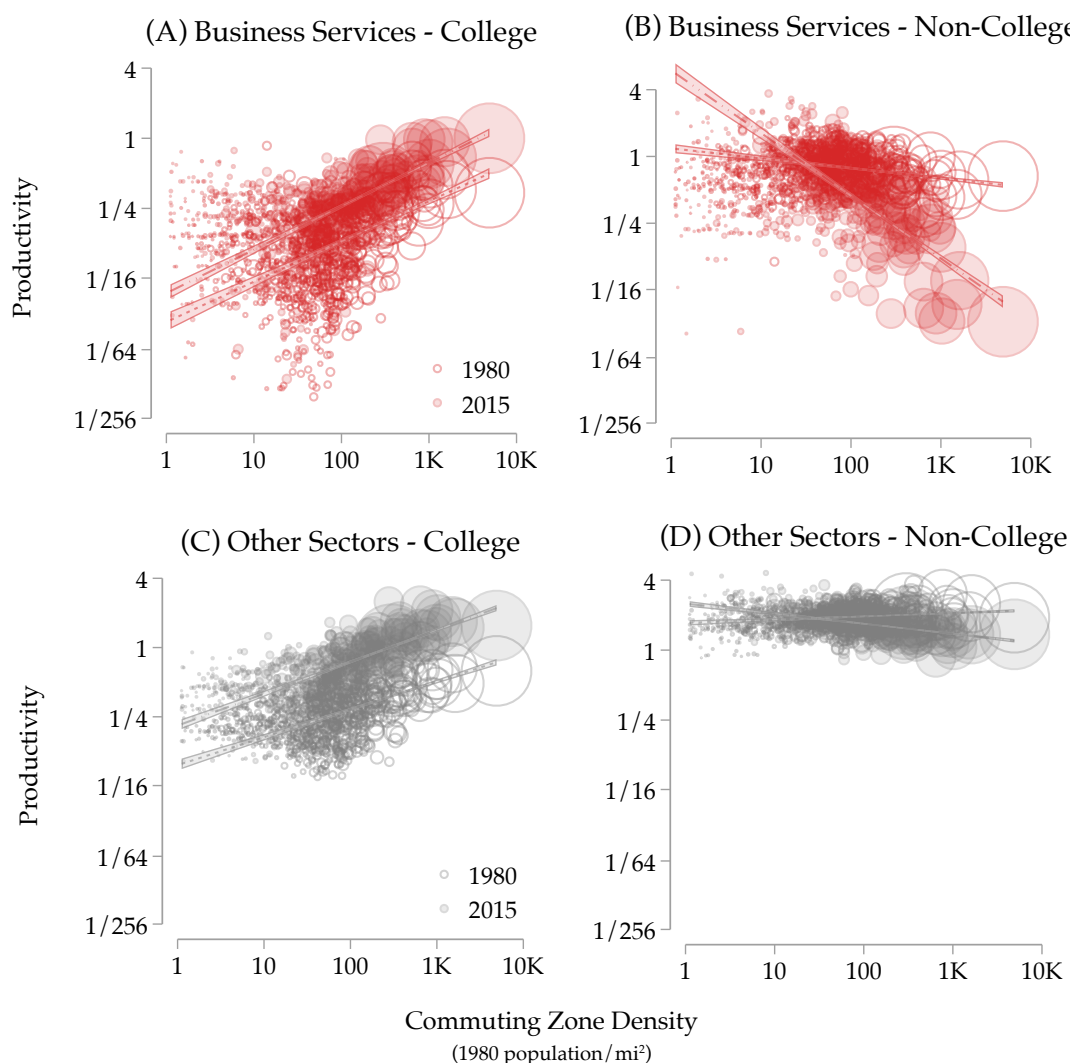 (A) Business Services - College
4
1
1/4
1/16
1/64
1/256
Productivity
1980
2015
1
10
100
1K
10K
(B) Business Services - Non-College
4
1
1/4
1/16
1/64
1/256
1
10
100
1K
10K
(C) Other Sectors - College
4
1
1/4
1/16
1/64
1/256
Productivity
1980
2015
1
10
100
1K
10K
(D) Other Sectors - Non-College
4
1
1/4
1/16
1/64
1/256
1
10
100
1K
10K
Commuting Zone Density
(1980 population/mi²)